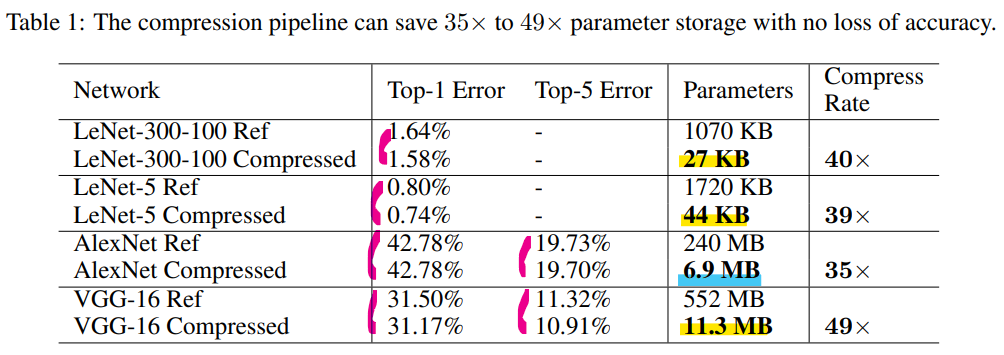 Table 1: The compression pipeline can save 35× to 49× parameter storage with no loss of accuracy.
Network Top-1 Error Top-5 Error Parameters Compress Rate
LeNet-300-100 Ref 1.64% - 1070 KB
LeNet-300-100 Compressed 1.58% - 27 KB 40×
LeNet-5 Ref 0.80% - 1720 KB
LeNet-5 Compressed 0.74% - 44 KB 39×
AlexNet Ref 42.78% 19.73% 240 MB
AlexNet Compressed 42.78% 19.70% 6.9 MB 35×
VGG-16 Ref 31.50% 11.32% 552 MB
VGG-16 Compressed 31.17% 10.91% 11.3 MB 49×